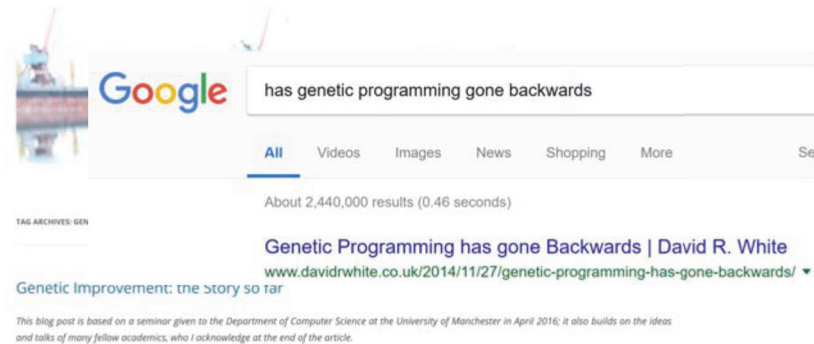 Google
has genetic programming gone backwards
All Videos Images News Shopping More Se
About 2,440,000 results (0.46 seconds)
TAG ARCHIVES: GEN
Genetic Programming has gone Backwards | David R. White
www.davidrwhite.co.uk/2014/11/27/genetic-programming-has-gone-backwards/
Genetic Improvement: the Story so far
This blog post is based on a seminar given to the Department of Computer Science at the University of Manchester in April 2016; it also builds on the ideas
and talks of many fellow academics, who I acknowledge at the end of the article.